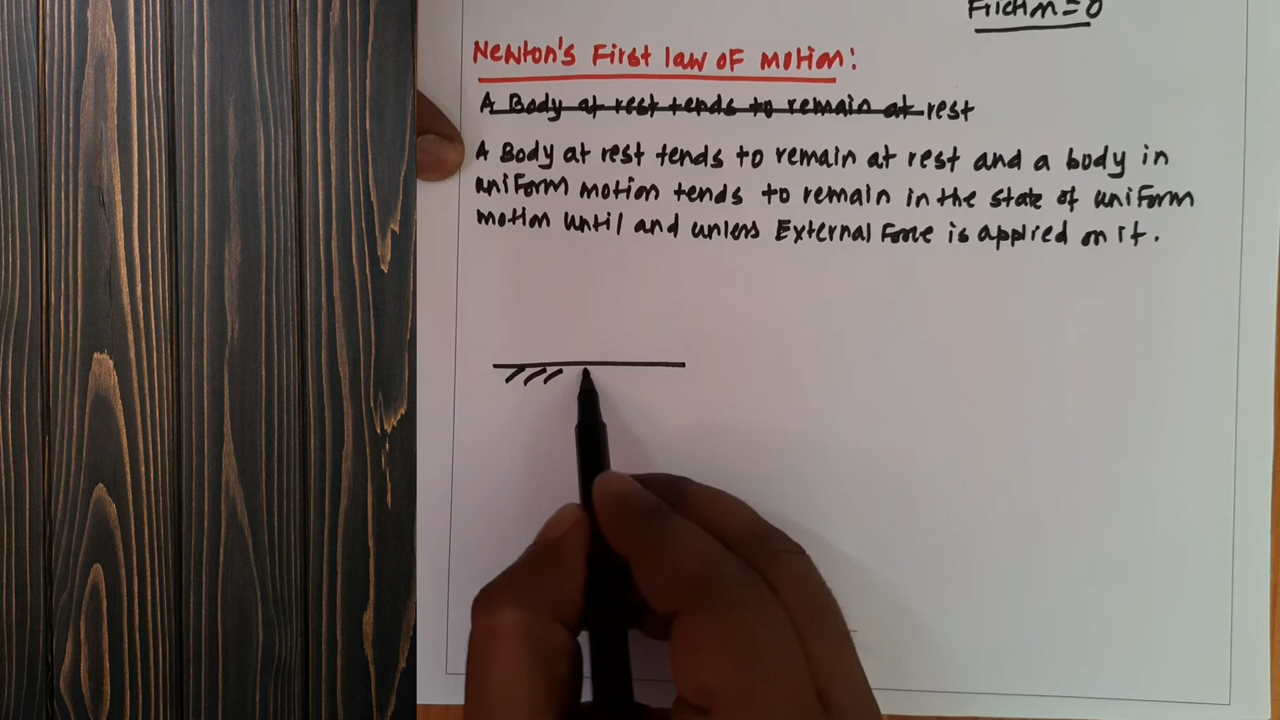 Friction = 0
Newton's First law of motion:
A Body at rest tends to remain at rest
A Body at rest tends to remain at rest and a body in
uniform motion tends to remain in the state of uniform
motion until and unless External Force is applied on it.